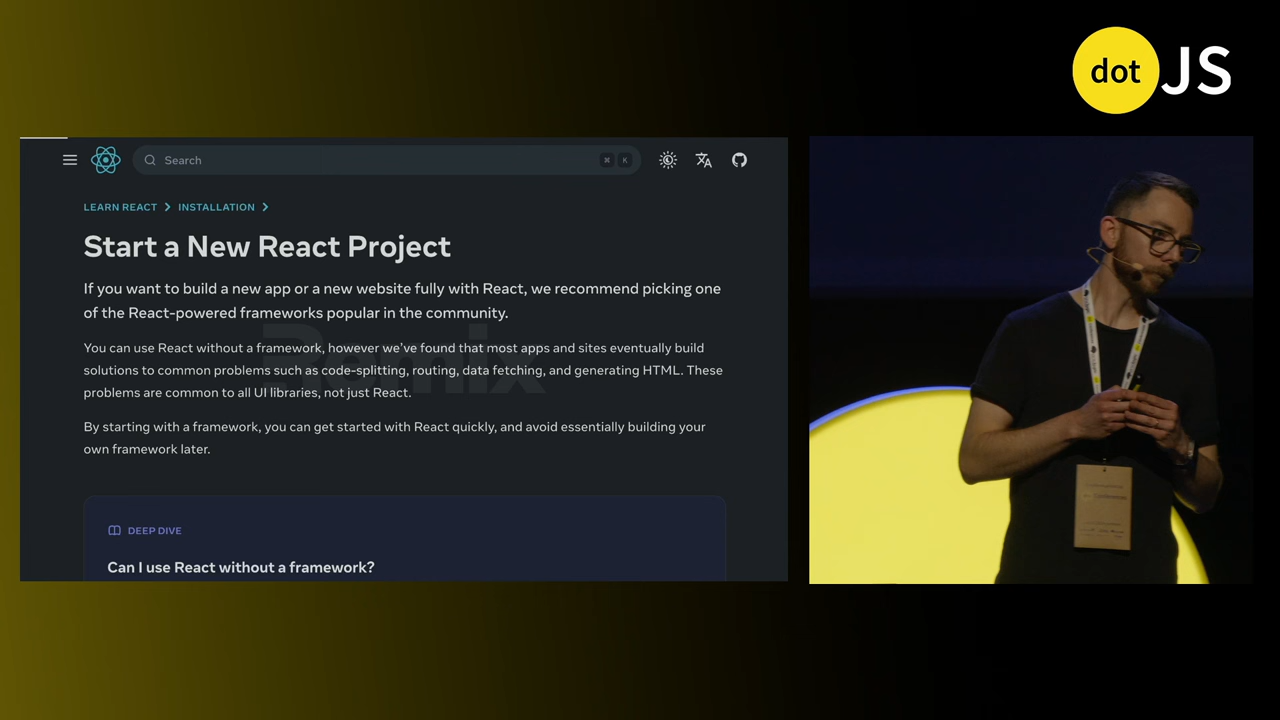 dot JS
Search
⌘ K
LEARN REACT > INSTALLATION >
Start a New React Project
If you want to build a new app or a new website fully with React, we recommend picking one
of the React-powered frameworks popular in the community.
Remix
You can use React without a framework, however we've found that most apps and sites eventually build
solutions to common problems such as code-splitting, routing, data fetching, and generating HTML. These
problems are common to all UI libraries, not just React.
By starting with a framework, you can get started with React quickly, and avoid essentially building your
own framework later.
DEEP DIVE
Can I use React without a framework?